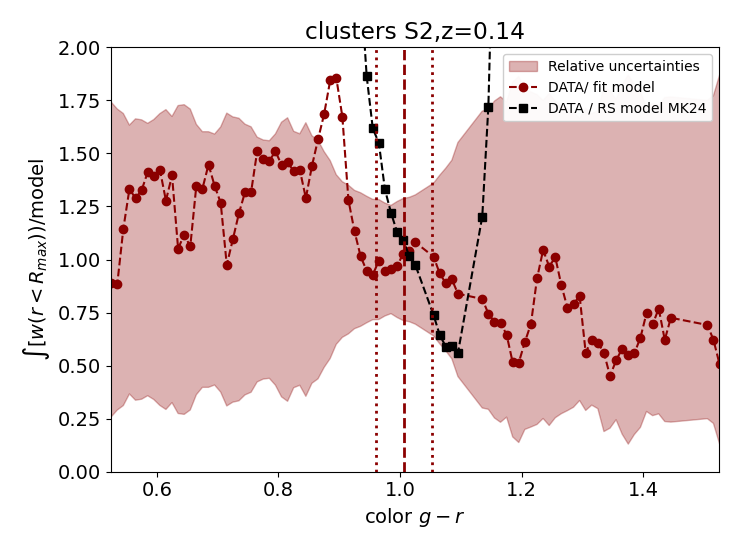 clusters S2,z=0.14
2.00
1.75
1.50
1.25
1.00
0.75
0.50
0.25
0.00
∫[w(r < R_{max}))/model
Relative uncertainties
DATA/ fit model
DATA / RS model MK24
0.6 0.8 1.0 1.2 1.4
color g − r